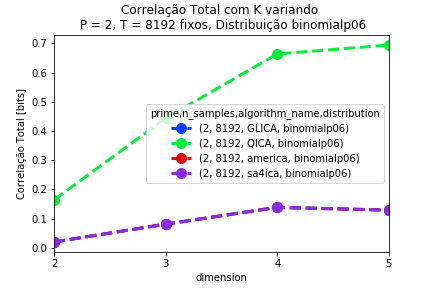 Correlação Total com K variando
P = 2, T = 8192 fixos, Distribuição binomialp06
0.7
0.6
0.5
0.4
0.3
0.2
0.1
0.0
Correlação Total [bits]
prime,n_samples,algorithm_name,distribution
(2, 8192, GLICA, binomialp06)
(2, 8192, QICA, binomialp06)
(2, 8192, america, binomialp06)
(2, 8192, sa4ica, binomialp06)
2 3 4 5
dimension